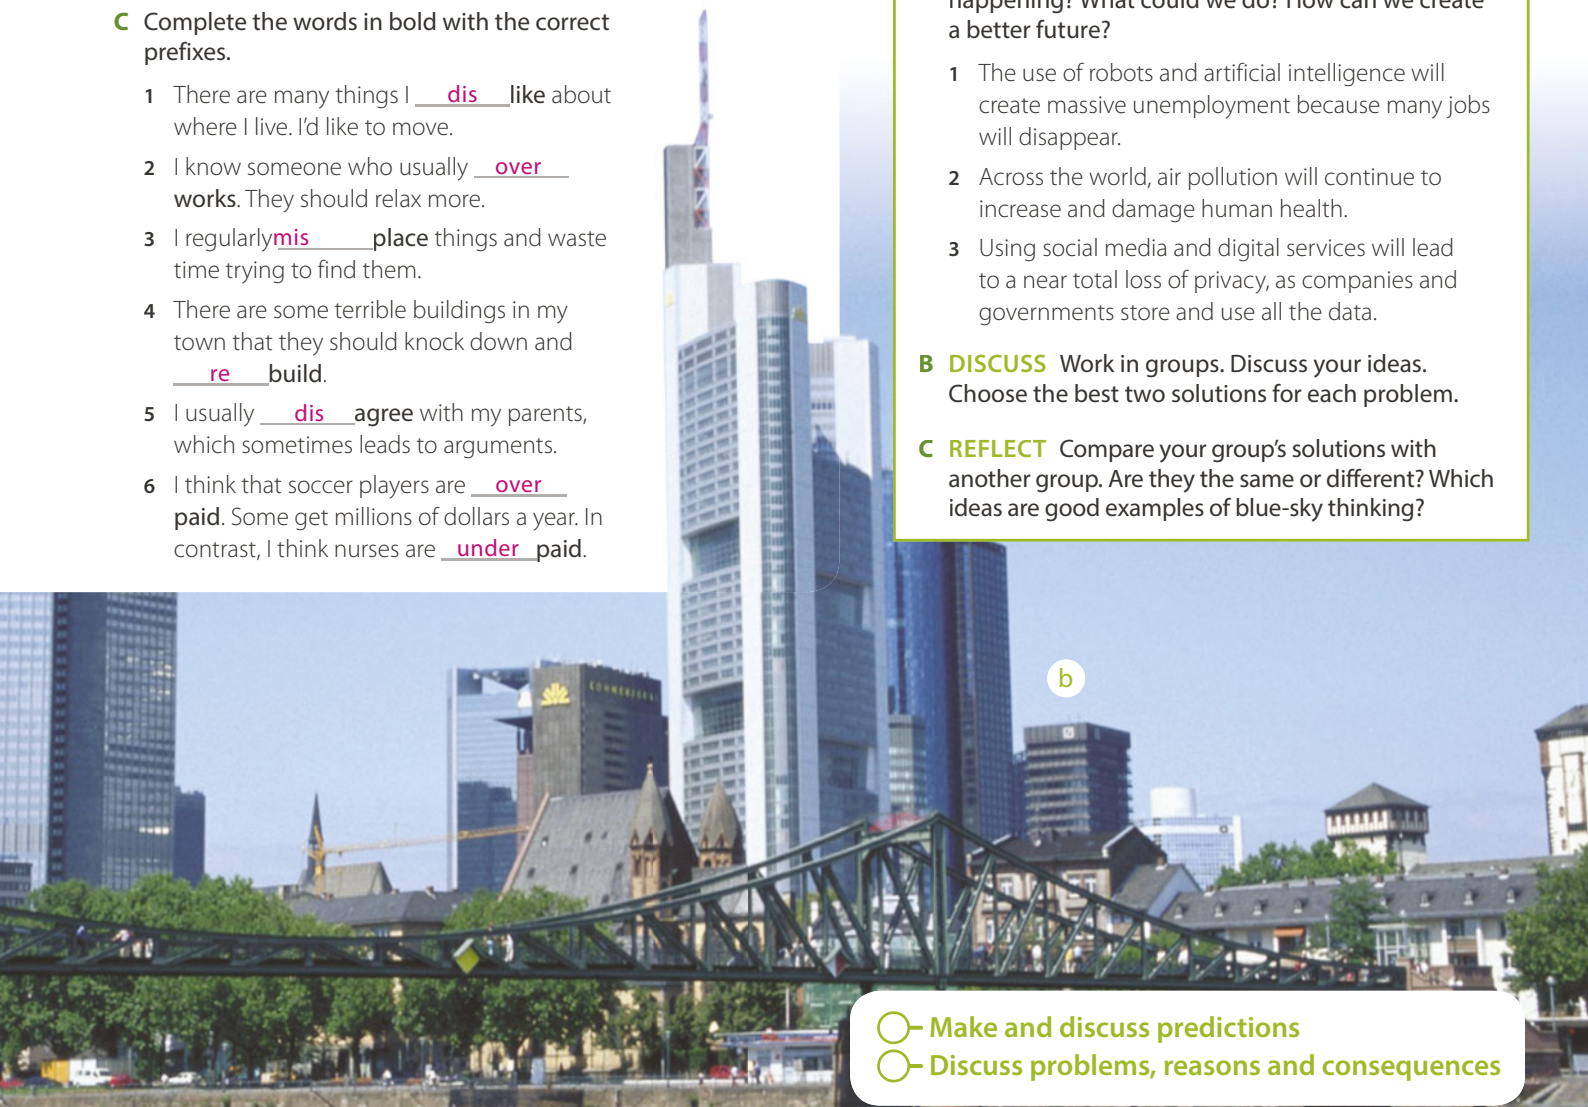 C Complete the words in bold with the correct
prefixes.
1 There are many things I dis like about
where I live. I'd like to move.
2 I know someone who usually over
works. They should relax more.
3 I regularly mis place things and waste
time trying to find them.
4 There are some terrible buildings in my
town that they should knock down and
re build.
5 I usually dis agree with my parents,
which sometimes leads to arguments.
6 I think that soccer players are over
paid. Some get millions of dollars a year. In
contrast, I think nurses are under paid.
happening? What could we do? How can we create
a better future?
1 The use of robots and artificial intelligence will
create massive unemployment because many jobs
will disappear.
2 Across the world, air pollution will continue to
increase and damage human health.
3 Using social media and digital services will lead
to a near total loss of privacy, as companies and
governments store and use all the data.
B DISCUSS Work in groups. Discuss your ideas.
Choose the best two solutions for each problem.
C REFLECT Compare your group's solutions with
another group. Are they the same or different? Which
ideas are good examples of blue-sky thinking?
b
Make and discuss predictions
Discuss problems, reasons and consequences